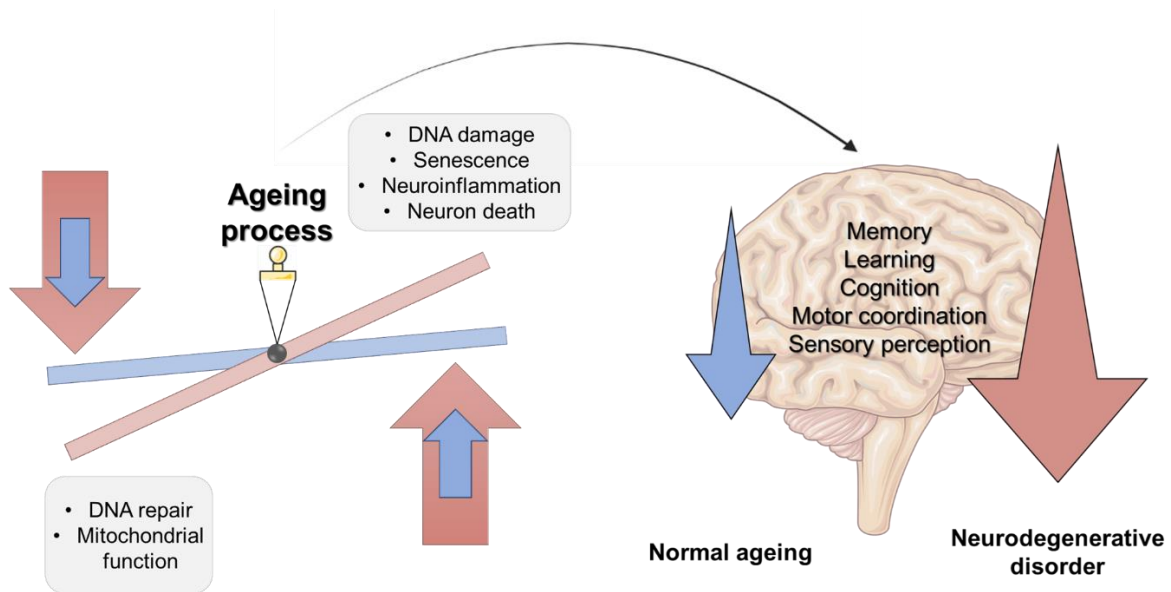 • DNA damage
• Senescence
• Neuroinflammation
• Neuron death
Ageing
process
• DNA repair
• Mitochondrial
function
Memory
Learning
Cognition
Motor coordination
Sensory perception
Normal ageing
Neurodegenerative
disorder